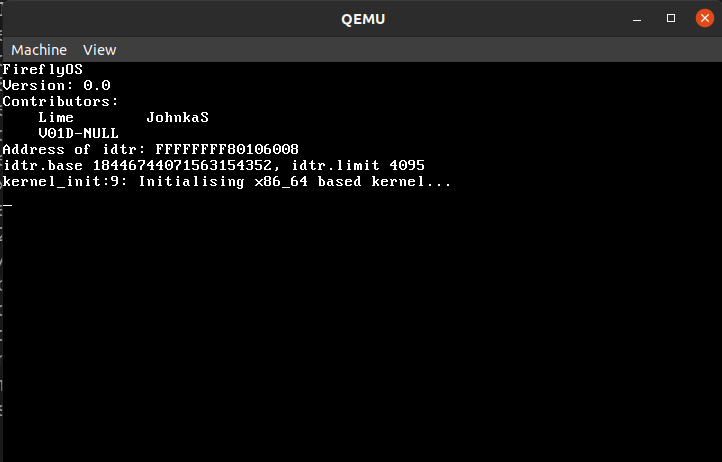 QEMU
Machine View
FireflyOS
Version: 0.0
Contributors:
    Lime        JohnkaS
    V01D-NULL
Address of idtr: FFFFFFFF80106008
idtr.base 18446744071563154352, idtr.limit 4095
kernel_init:9: Initialising x86_64 based kernel...
_